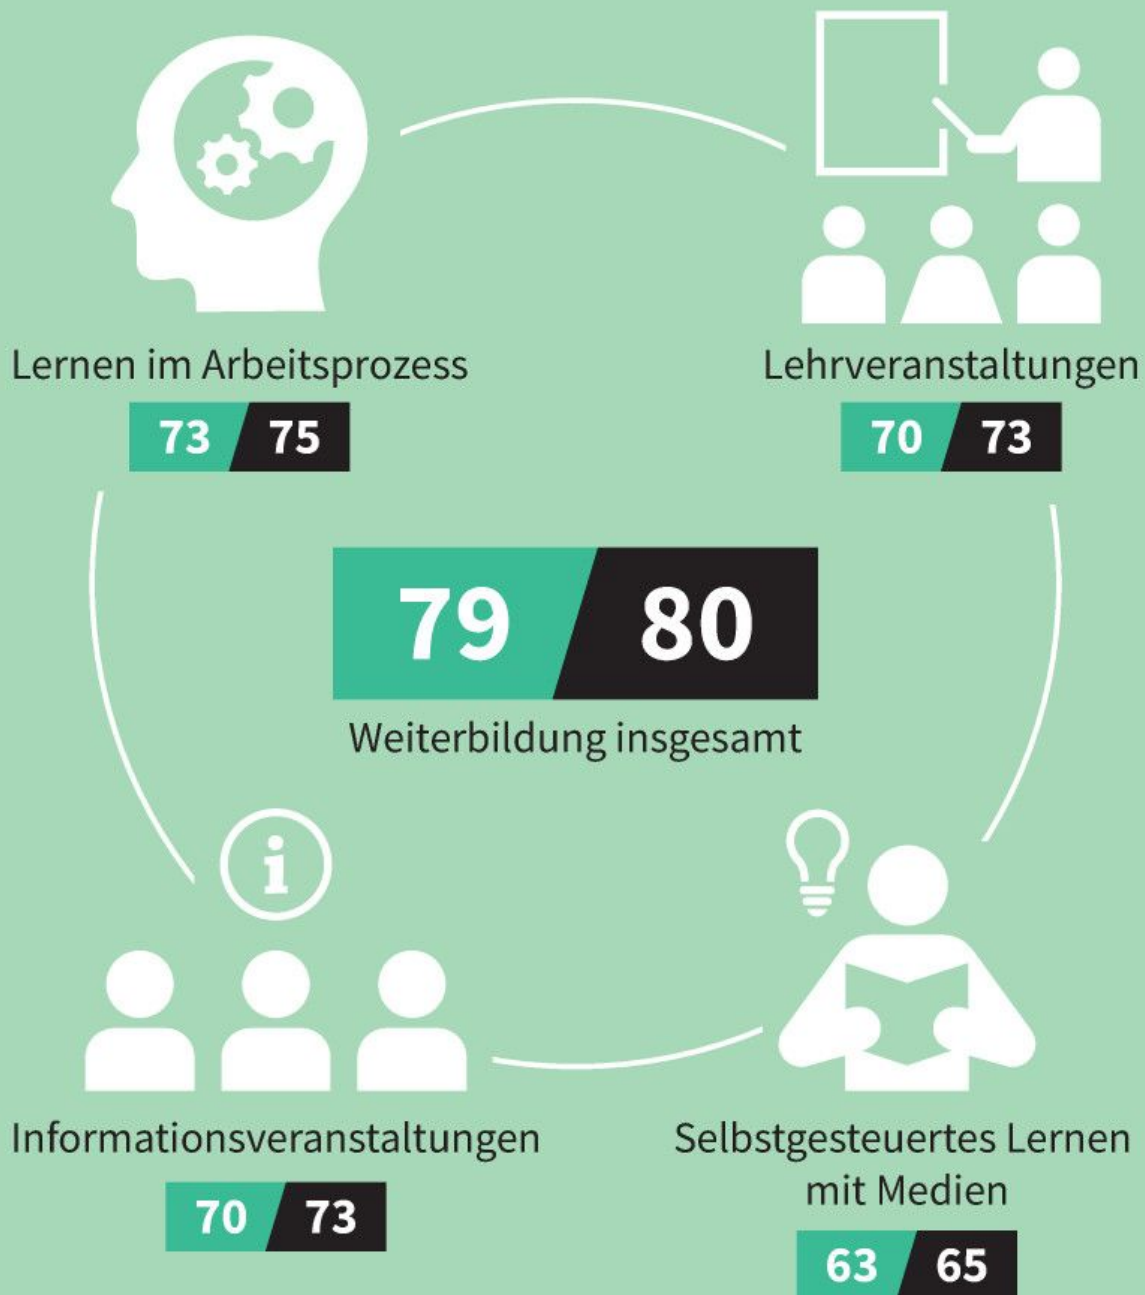 Lernen im Arbeitsprozess
73 75
Lehrveranstaltungen
70 73
79 80
Weiterbildung insgesamt
i
Informationsveranstaltungen
70 73
Selbstgesteuertes Lernen
mit Medien
63 65